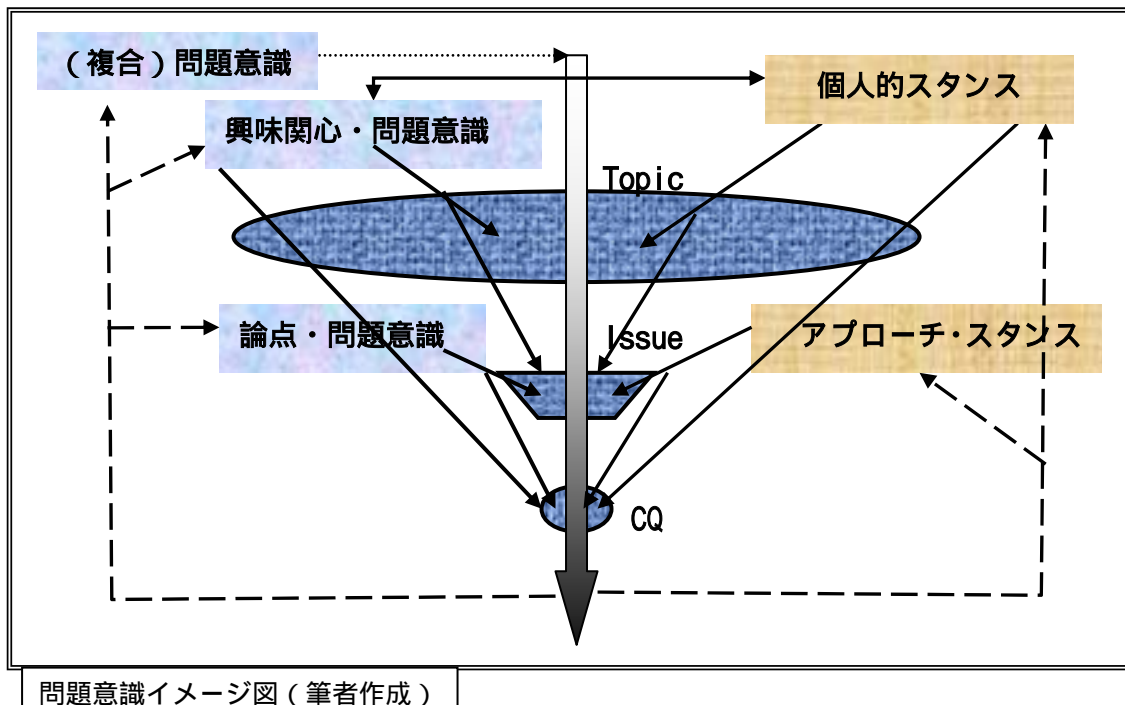 （複合）問題意識
個人的スタンス
興味関心・問題意識
Topic
論点・問題意識
Issue
アプローチ・スタンス
CQ
問題意識イメージ図（筆者作成）